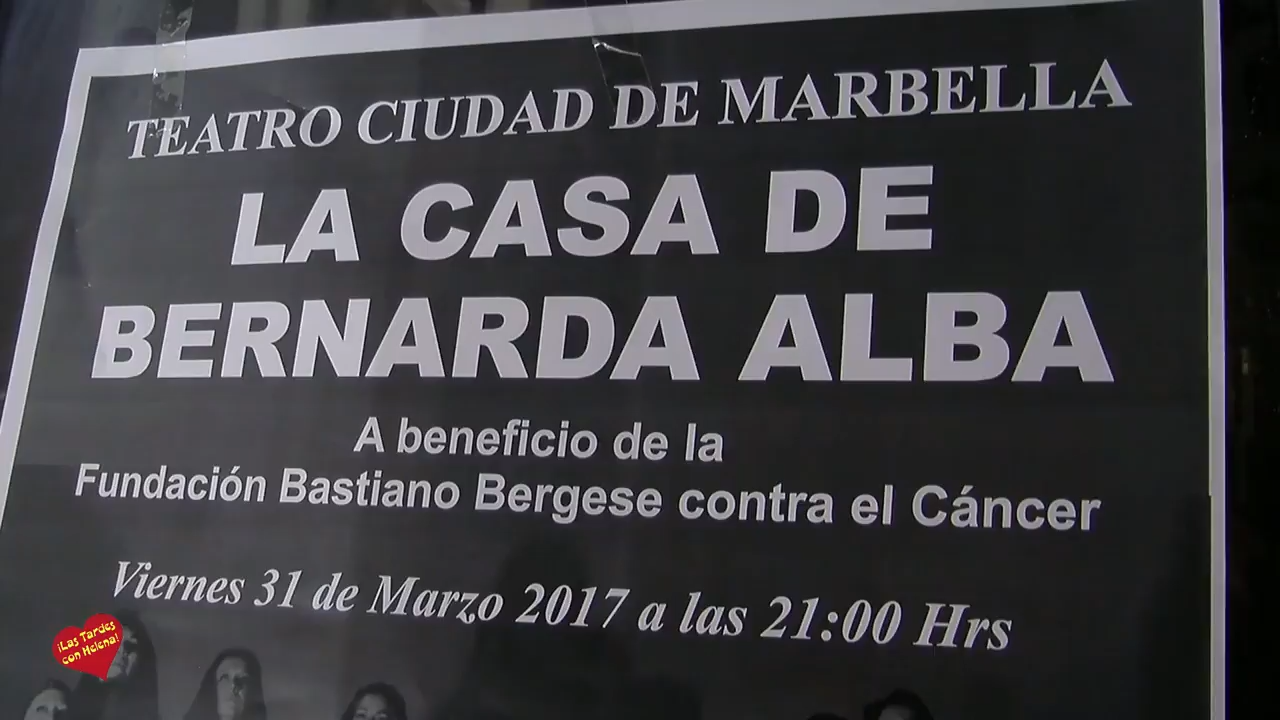 TEATRO CIUDAD DE MARBELLA
LA CASA DE
BERNARDA ALBA
A beneficio de la
Fundación Bastiano Bergese contra el Cáncer
Viernes 31 de Marzo 2017 a las 21:00 Hrs
¡Las Tardes
con Helena!